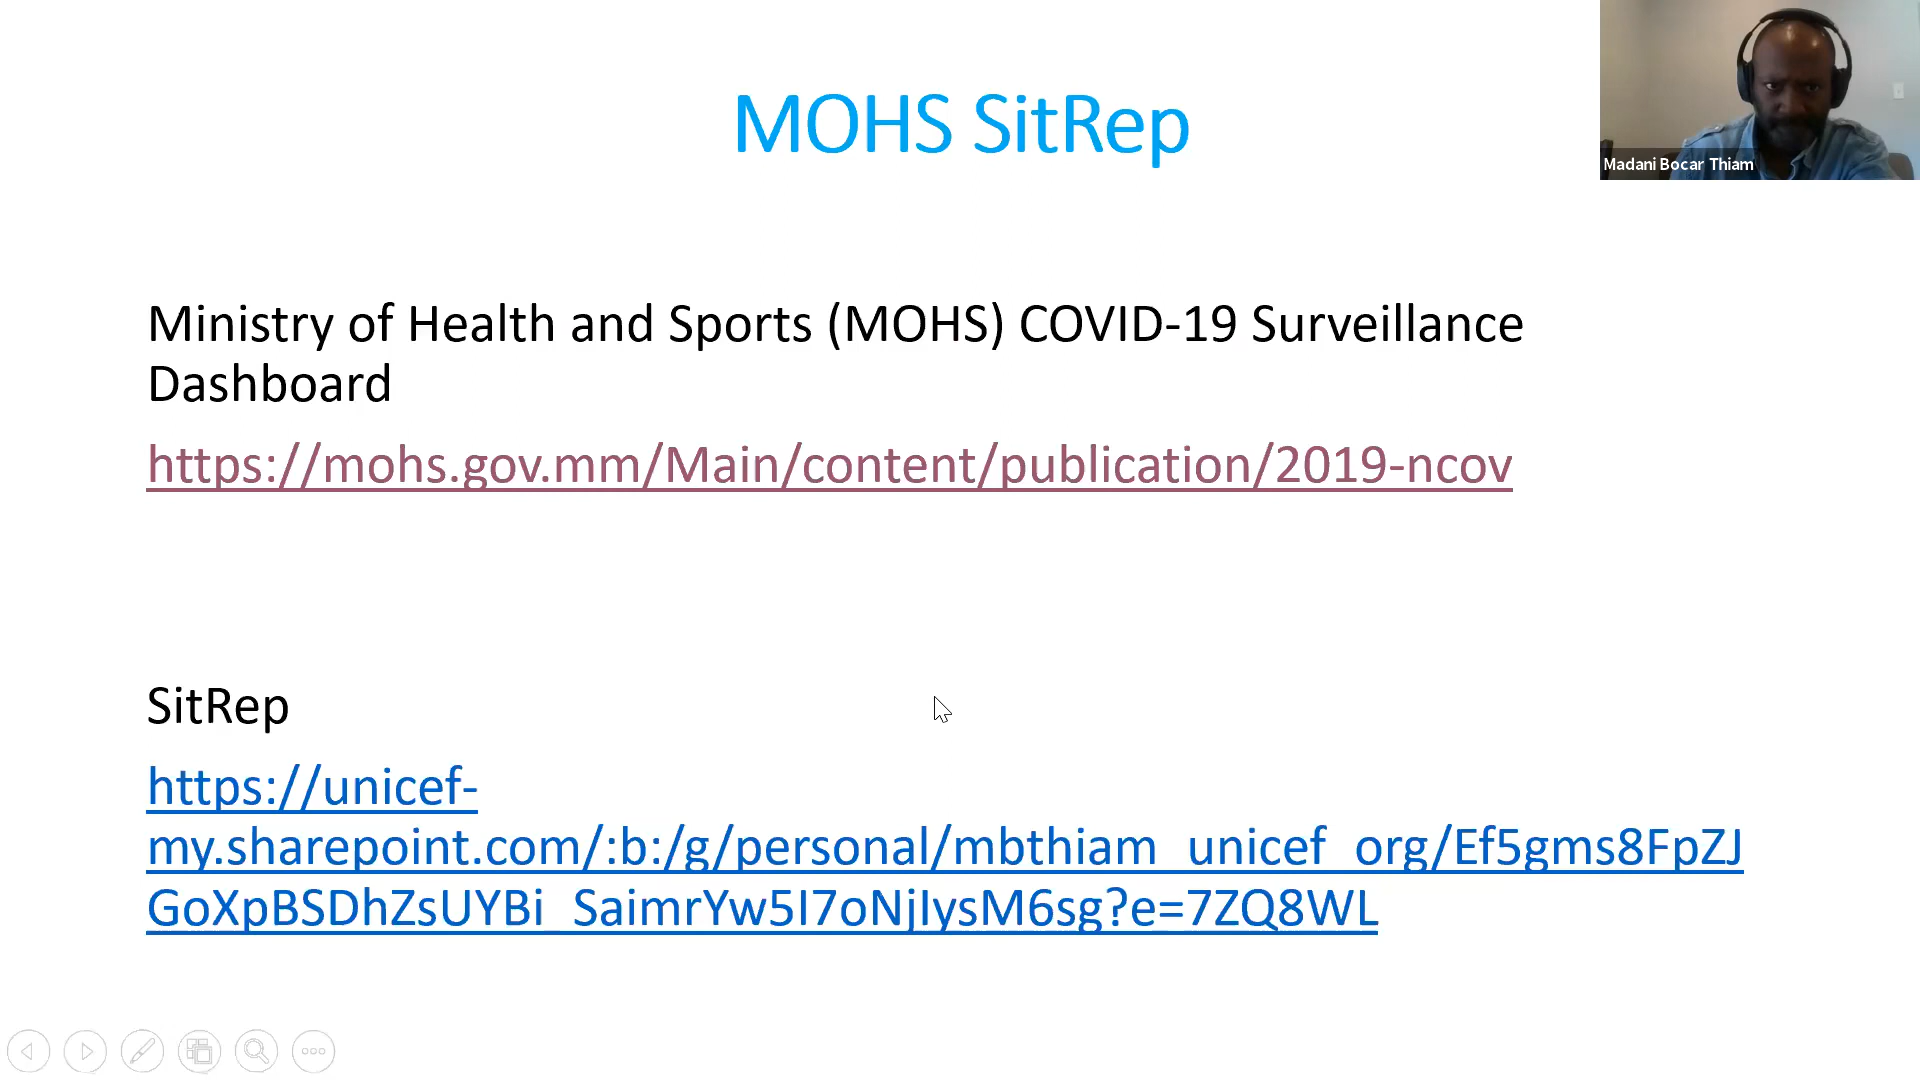 MOHS SitRep
Madani Bocar Thiam
Ministry of Health and Sports (MOHS) COVID-19 Surveillance
Dashboard
https://mohs.gov.mm/Main/content/publication/2019-ncov
SitRep
https://unicef-
my.sharepoint.com/:b:/g/personal/mbthiam_unicef_org/Ef5gms8FpZJ
GoXpBSDhZsUYBi_SaimrYw5I7oNjIysM6sg?e=7ZQ8WL